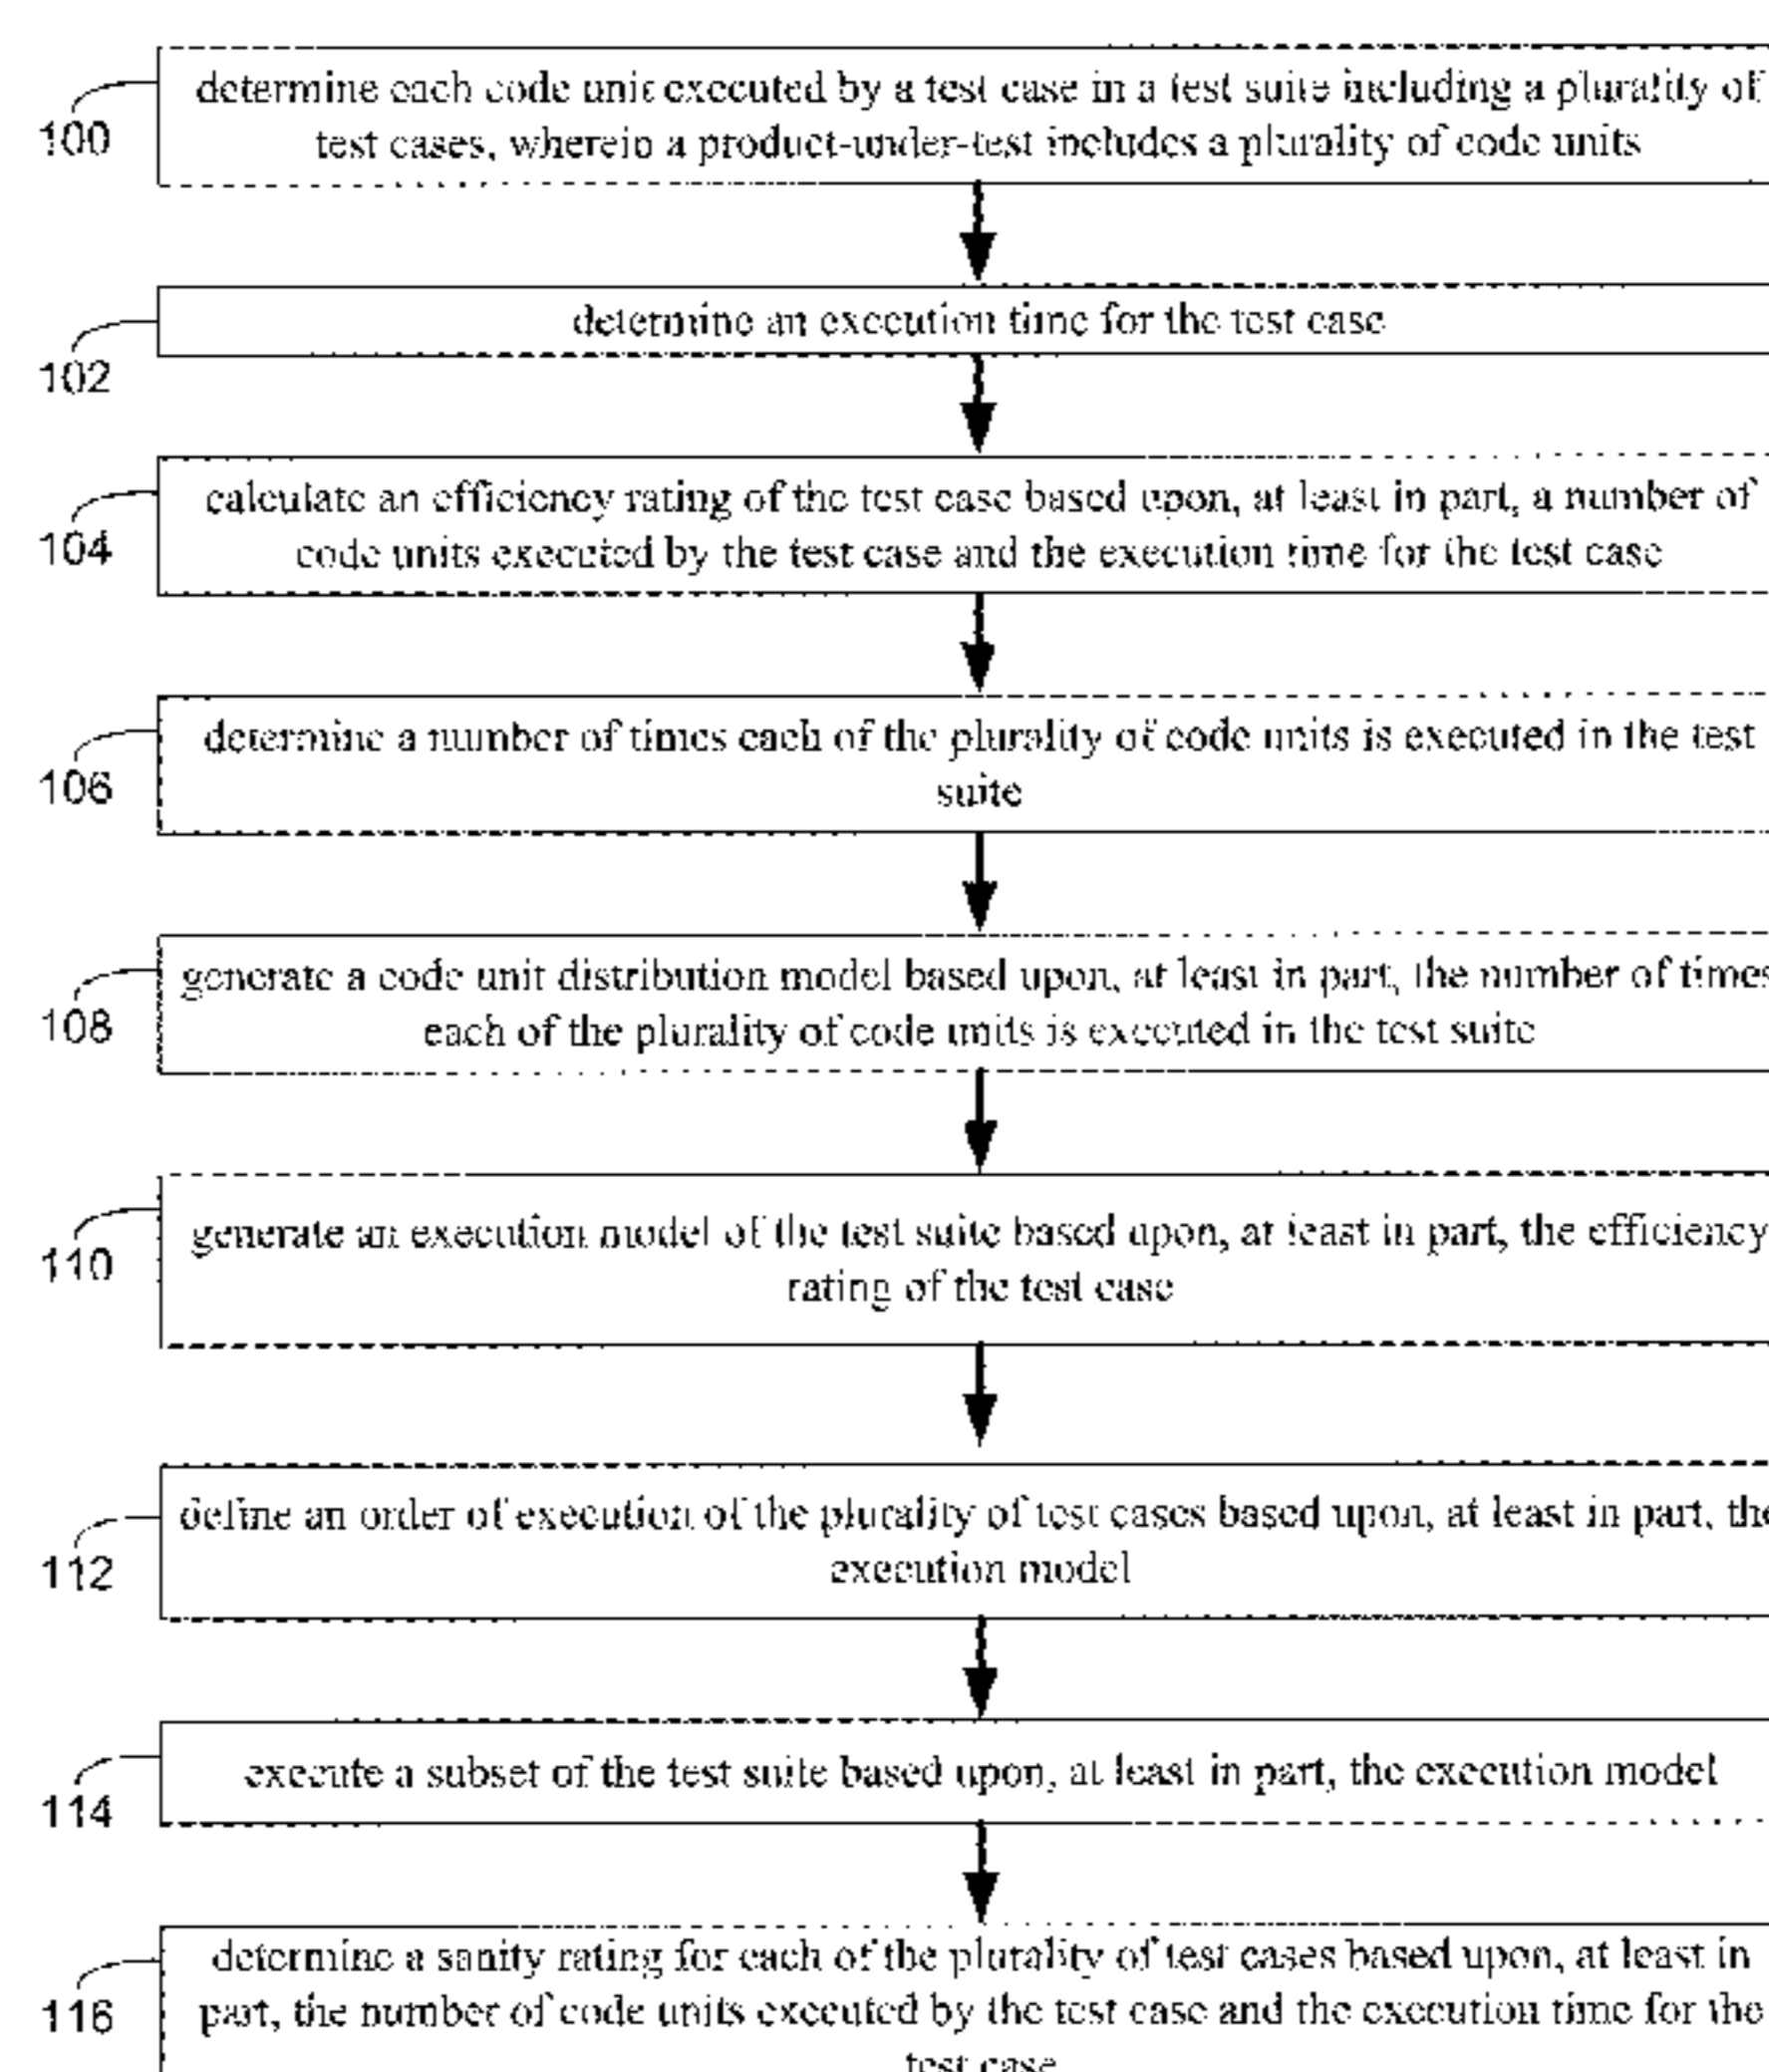 determine each code unit executed by a test case in a test suite including a plurality of
test cases, wherein a product-under-test includes a plurality of code units
100
determine an execution time for the test case
102
calculate an efficiency rating of the test case based upon, at least in part, a number of
code units executed by the test case and the execution time for the test case
104
determine a number of times each of the plurality of code units is executed in the test
suite
106
generate a code unit distribution model based upon, at least in part, the number of times
each of the plurality of code units is executed in the test suite
108
generate an execution model of the test suite based upon, at least in part, the efficiency
rating of the test case
110
define an order of execution of the plurality of test cases based upon, at least in part, the
execution model
112
execute a subset of the test suite based upon, at least in part, the execution model
114
determine a sanity rating for each of the plurality of test cases based upon, at least in
part, the number of code units executed by the test case and the execution time for the
test case
116